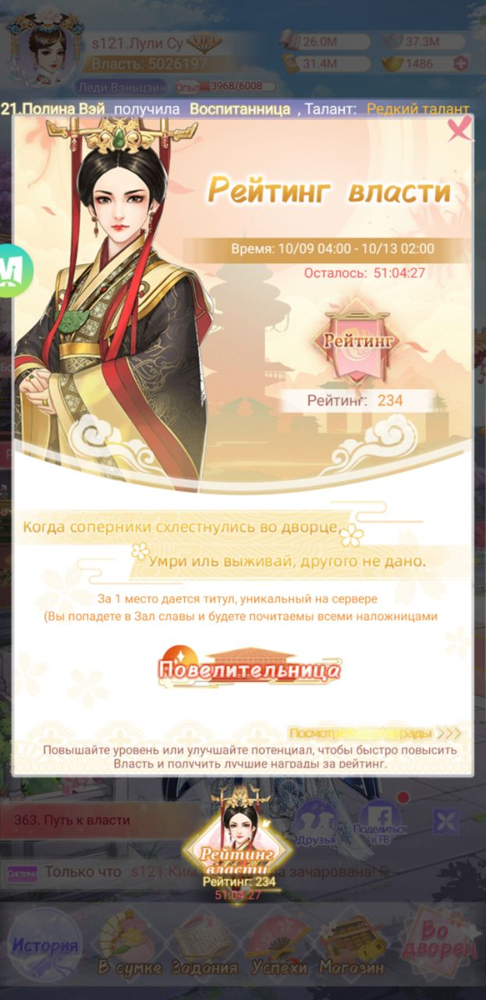 s121.Лули Су VIP1
26.0M
37.3M
Власть: 5026197
31.4M
1486
Леди Вэньцзин Опыт 3968/6008
21.Полина Вэй получила Воспитанница , Талант: Редкий талант
Рейтинг власти
Время: 10/09 04:00 - 10/13 02:00
Осталось: 51:04:27
Рейтинг
Рейтинг: 234
Когда соперники схлестнулись во дворце,
Умри иль выживай, другого не дано.
За 1 место дается титул, уникальный на сервере
(Вы попадете в Зал славы и будете почитаемы всеми наложницами
Повелительница
>>>
Повышайте уровень или улучшайте потенциал, чтобы быстро повысить
Власть и получить лучшие награды за рейтинг.
363. Путь к власти
Друзья
Поделиться
в FB
Рейтинг
власти
Рейтинг: 234
51:04:27
Система Только что s121.Ким зачарована!
История
В сумке
Задания
Успехи
Магазин
Во
дворец